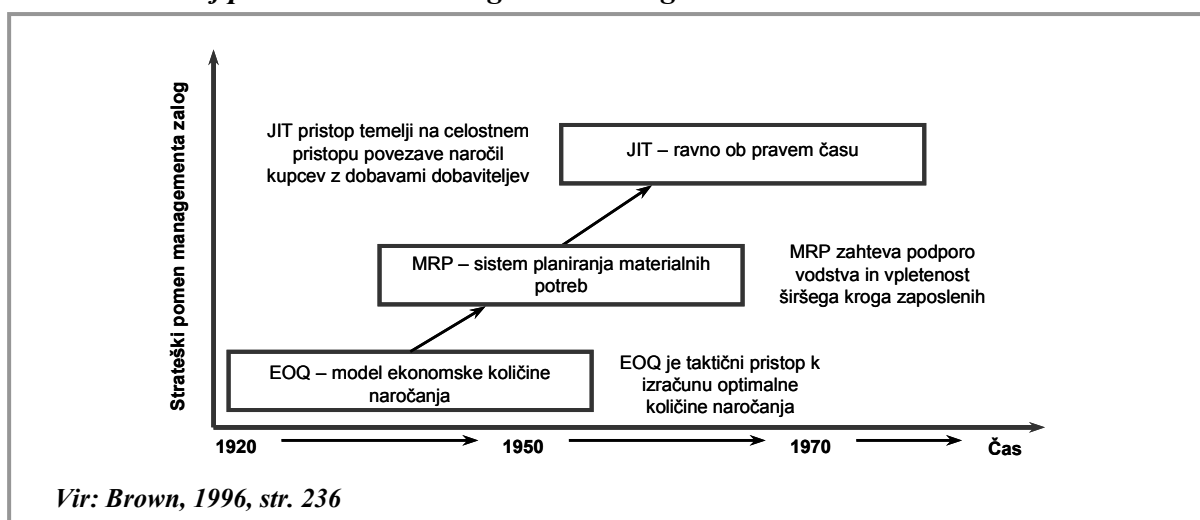 Strateški pomen managementa zalog
JIT pristop temelji na celostnem
pristopu povezave naročil
kupcev z dobavami dobaviteljev
JIT – ravno ob pravem času
MRP – sistem planiranja materialnih
potreb
MRP zahteva podporo
vodstva in vpletenost
širšega kroga zaposlenih
EOQ – model ekonomske količine
naročanja
EOQ je taktični pristop k
izračunu optimalne
količine naročanja
1920
1950
1970
Čas
Vir: Brown, 1996, str. 236